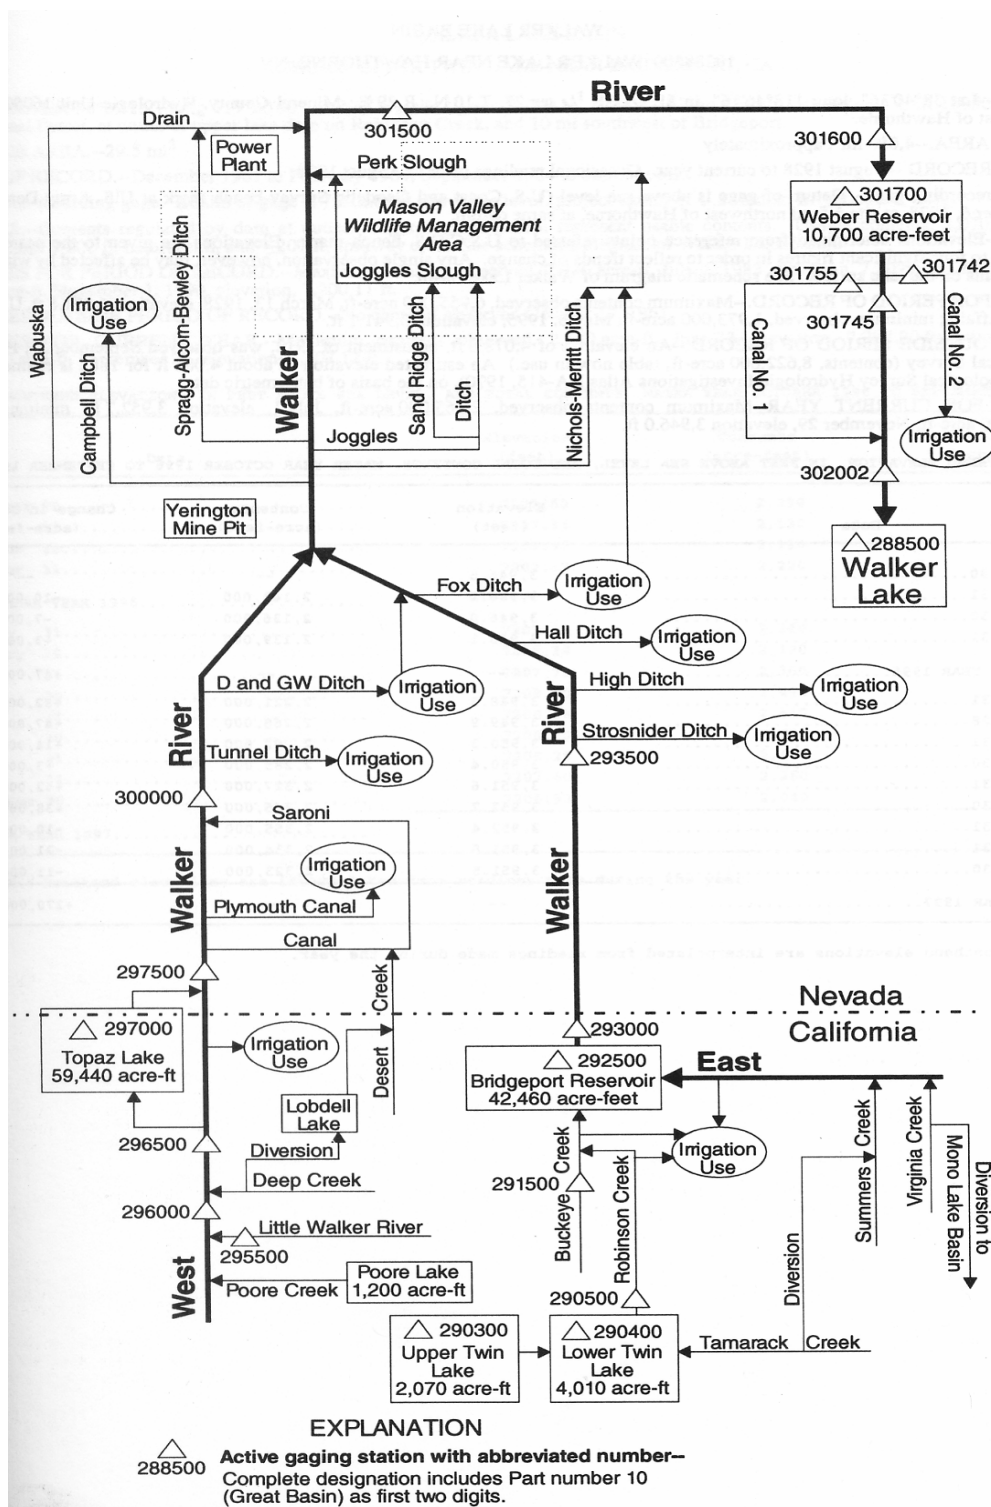 River
Drain
301500
301600
Power
Plant
Perk Slough
301700
Weber Reservoir
10,700 acre-feet
Mason Valley
Wildlife Management
Area
Joggles Slough
Wabuska
Irrigation
Use
Campbell Ditch
Spragg-Alcorn-Bewley Ditch
Walker
Sand Ridge Ditch
Ditch
Joggles
Nichols-Merritt Ditch
301755
301742
301745
Canal No. 1
Canal No. 2
Irrigation
Use
302002
Yerington
Mine Pit
288500
Walker
Lake
Fox Ditch
Irrigation
Use
Hall Ditch
Irrigation
Use
D and GW Ditch
Irrigation
Use
High Ditch
Irrigation
Use
River
River
Strosnider Ditch
Irrigation
Use
Tunnel Ditch
Irrigation
Use
293500
300000
Saroni
Irrigation
Use
Walker
Walker
Plymouth Canal
Canal
297500
Desert Creek
Nevada
California
297000
Topaz Lake
59,440 acre-ft
Irrigation
Use
293000
292500
Bridgeport Reservoir
42,460 acre-feet
East
Lobdell
Lake
296500
Diversion
Deep Creek
Irrigation
Use
Buckeye Creek
291500
Robinson Creek
Summers Creek
Virginia Creek
Diversion to
Mono Lake Basin
296000
Little Walker River
295500
West
Poore Creek
Poore Lake
1,200 acre-ft
290500
Diversion
290300
Upper Twin
Lake
2,070 acre-ft
290400
Lower Twin
Lake
4,010 acre-ft
Tamarack Creek
EXPLANATION
288500
Active gaging station with abbreviated number--
Complete designation includes Part number 10
(Great Basin) as first two digits.